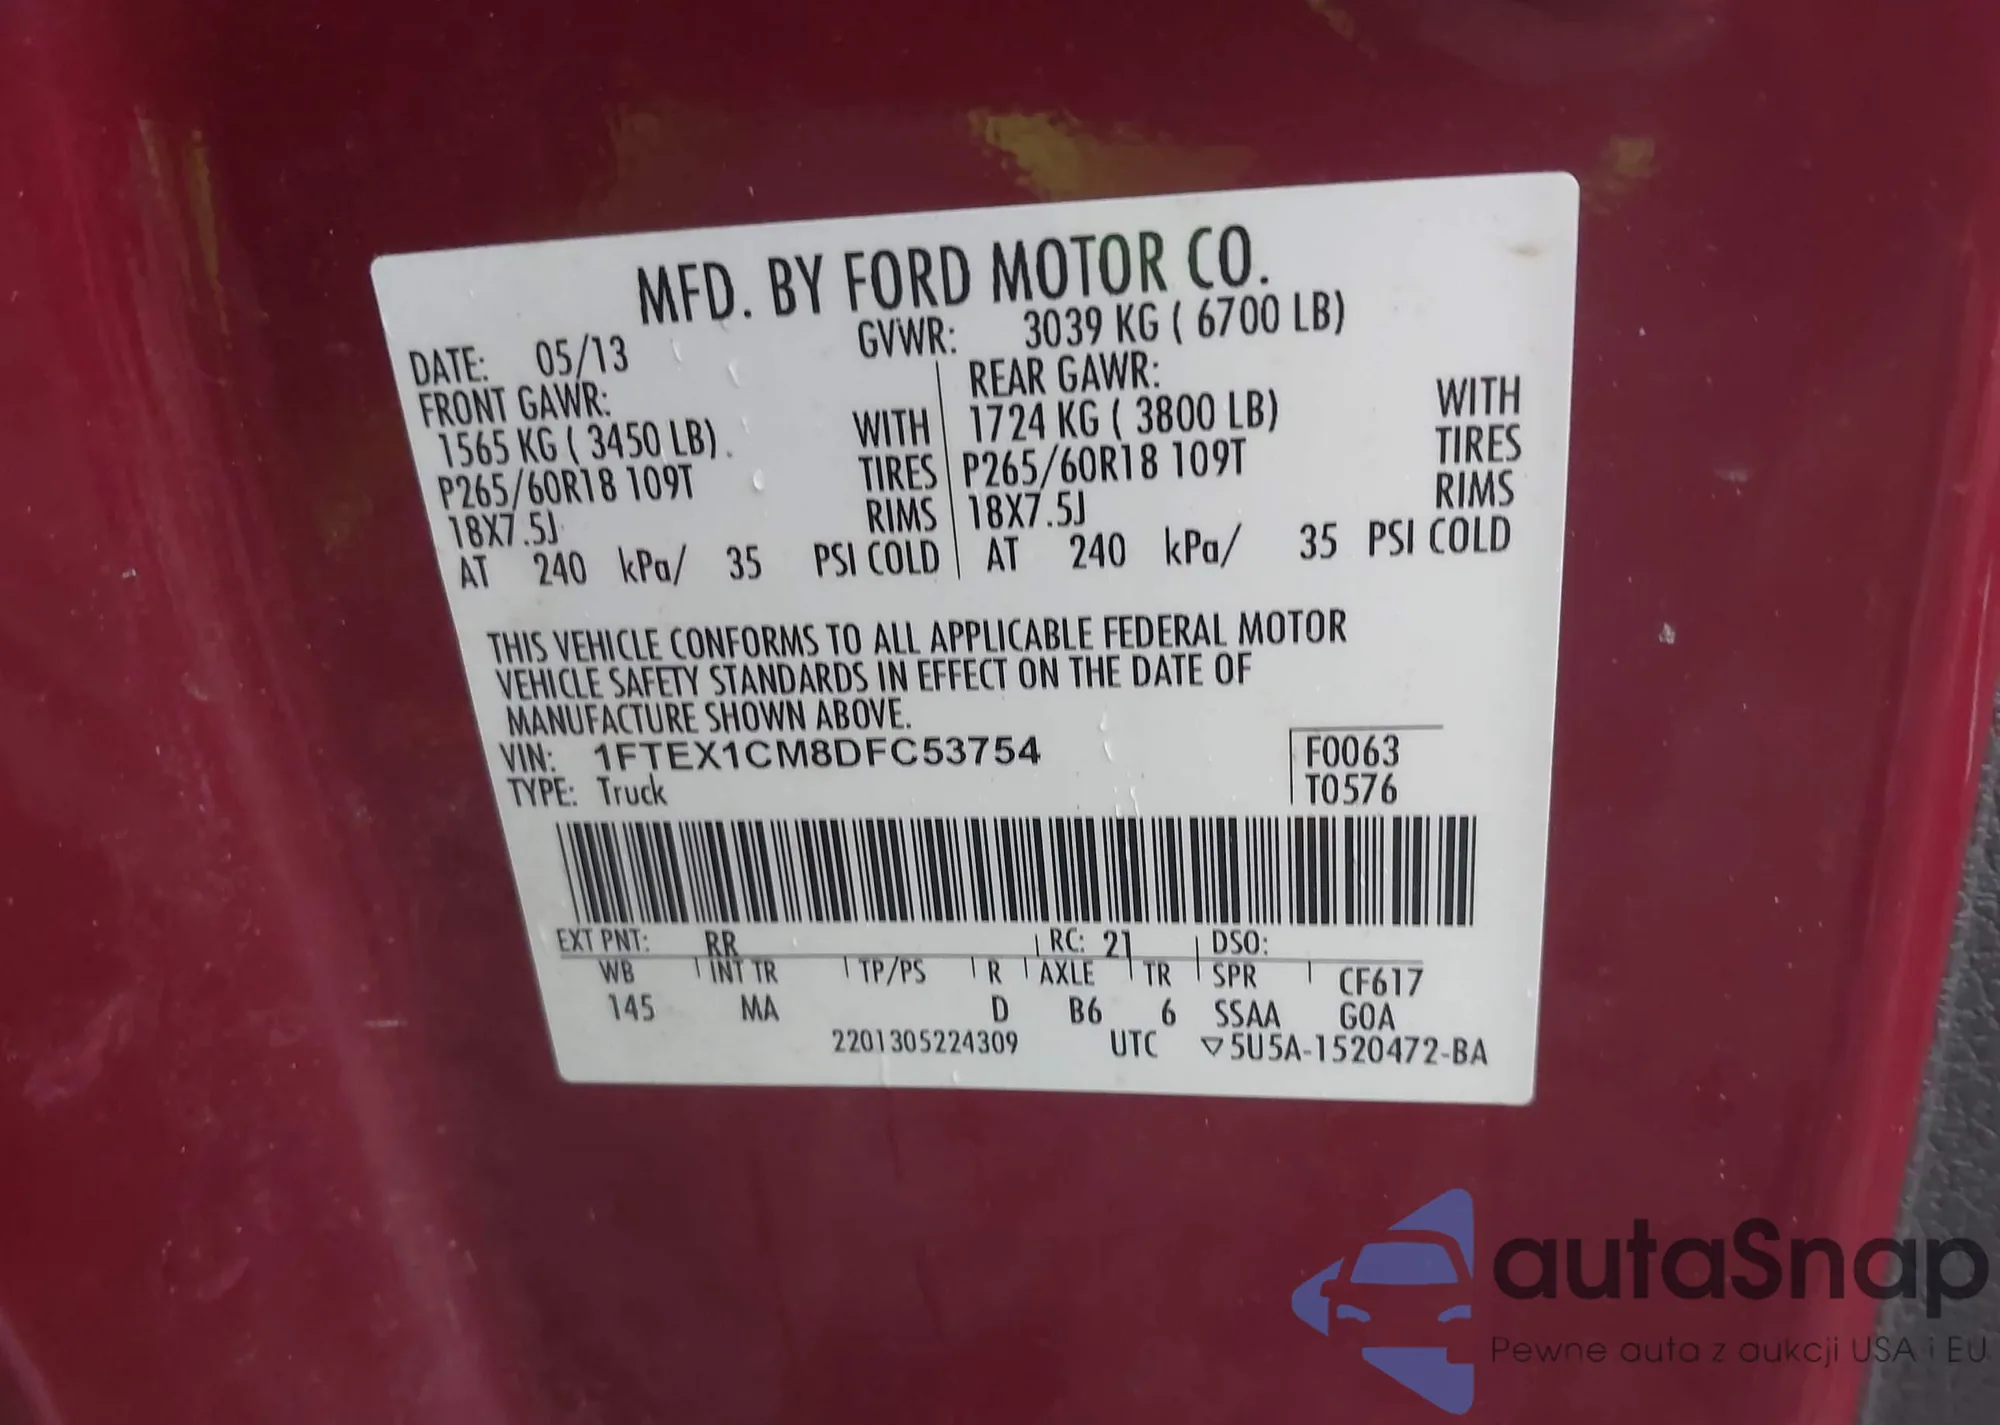 MFD. BY FORD MOTOR CO.
DATE: 05/13 GVWR: 3039 KG ( 6700 LB)
FRONT GAWR: REAR GAWR:
1565 KG ( 3450 LB) WITH 1724 KG ( 3800 LB) WITH
P265/60R18 109T TIRES P265/60R18 109T TIRES
18X7.5J RIMS 18X7.5J RIMS
AT 240 kPa/ 35 PSI COLD AT 240 kPa/ 35 PSI COLD
THIS VEHICLE CONFORMS TO ALL APPLICABLE FEDERAL MOTOR
VEHICLE SAFETY STANDARDS IN EFFECT ON THE DATE OF
MANUFACTURE SHOWN ABOVE.
VIN: 1FTEX1CM8DFC53754 F0063
TYPE: Truck T0576
EXT PNT: RR RC: 21 DSO:
WB INT TR TP/PS R AXLE TR SPR CF617
145 MA D B6 6 SSAA GOA
2201305224309 UTC ▽5U5A-1520472-BA
autaSnap
Pewne auta z aukcji USA i EU